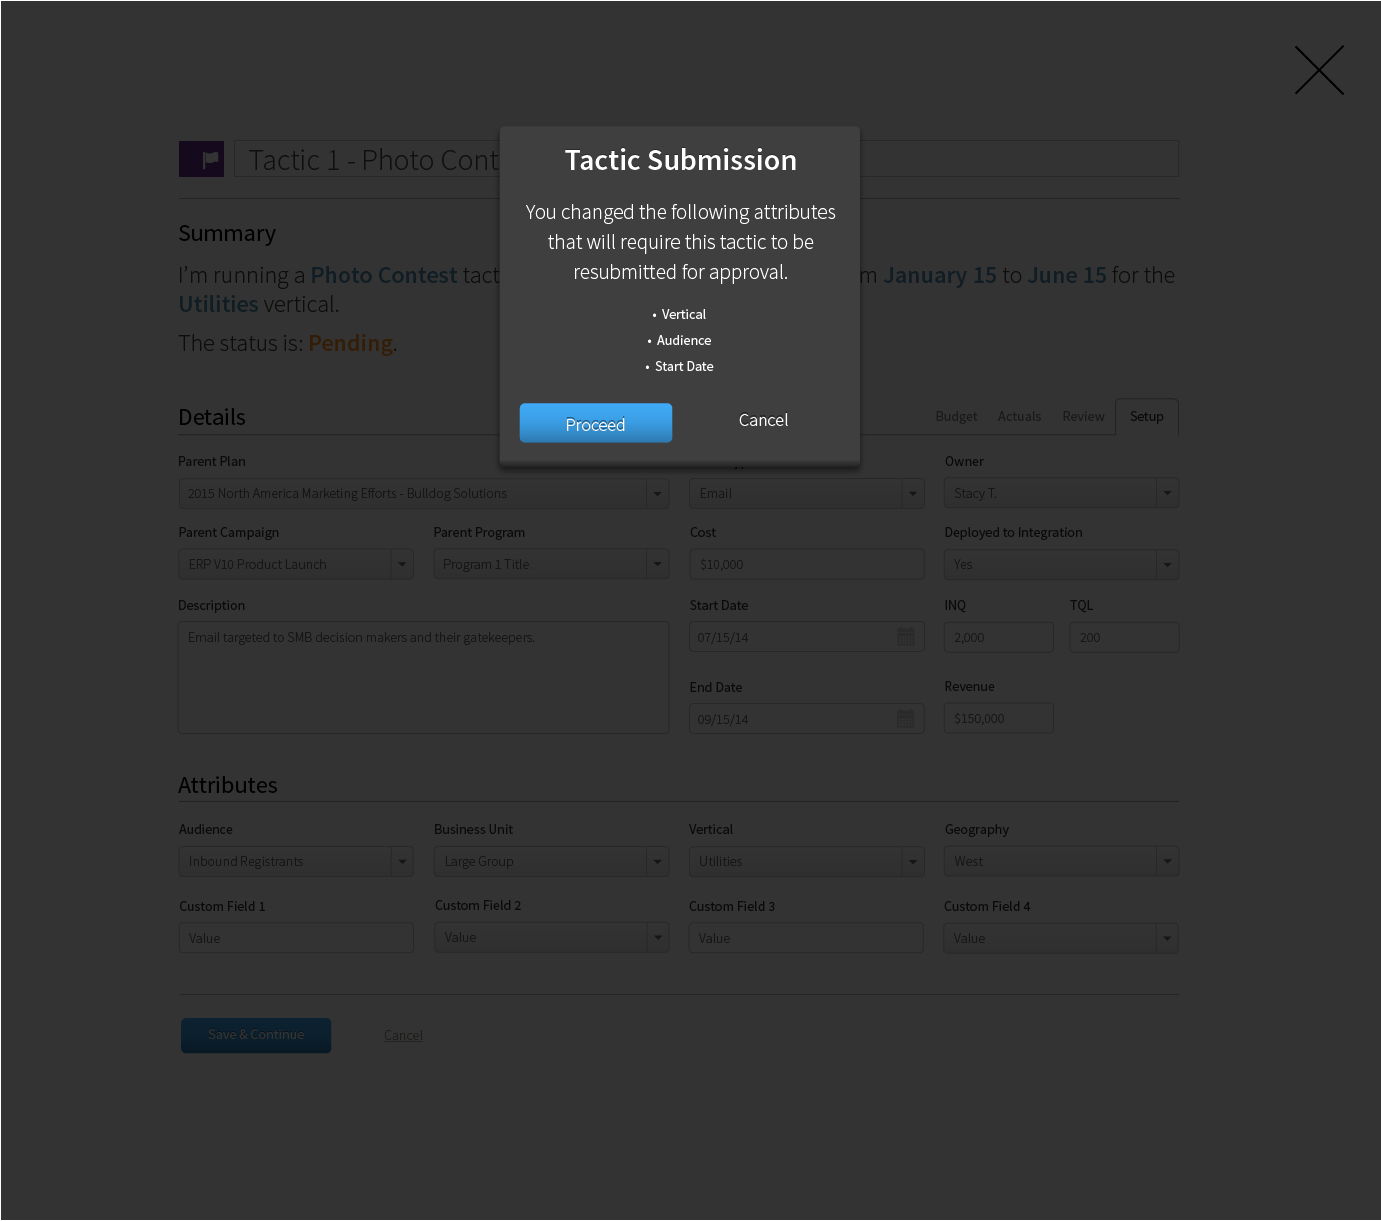 Tactic 1 - Photo Cont
Tactic Submission
You changed the following attributes
that will require this tactic to be
resubmitted for approval.
• Vertical
• Audience
• Start Date
Proceed
Cancel
Summary
I'm running a Photo Contest tact
m January 15 to June 15 for the
Utilities vertical.
The status is: Pending.
Details
Budget Actuals Review Setup
Parent Plan
Owner
2015 North America Marketing Efforts - Bulldog Solutions
Email
Stacy T.
Parent Campaign
Parent Program
Cost
Deployed to Integration
ERP V10 Product Launch
Program 1 Title
$10,000
Yes
Description
Start Date
INQ
TQL
Email targeted to SMB decision makers and their gatekeepers.
07/15/14
2,000
200
End Date
Revenue
09/15/14
$150,000
Attributes
Audience
Business Unit
Vertical
Geography
Inbound Registrants
Large Group
Utilities
West
Custom Field 1
Custom Field 2
Custom Field 3
Custom Field 4
Value
Value
Value
Value
Save & Continue
Cancel